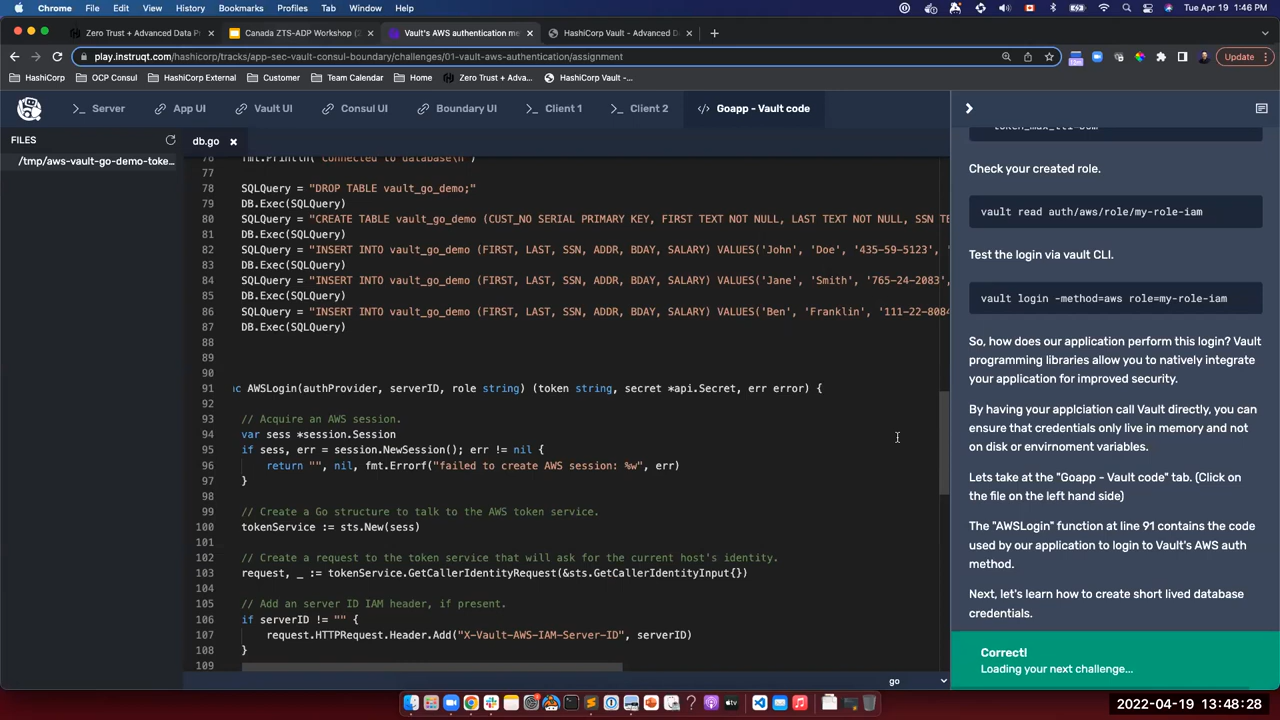 Chrome File Edit View History Bookmarks Profiles Tab Window Help Tue Apr 19 1:46 PM
Zero Trust + Advanced Data P Canada ZTS-ADP Workshop ( Vault's AWS authentication me HashiCorp Vault - Advanced D
play.instruqt.com/hashicorp/tracks/app-sec-vault-consul-boundary/challenges/01-vault-aws-authentication/assignment Update
HashiCorp OCP Compute HashiCorp External Customer Team Calendar Home Zero Trust + Adva... HashiCorp Vault -...
Server App UI Vault UI Consul UI Boundary UI Client 1 Client 2 Goapp - Vault code
FILES
/tmp/aws-vault-go-demo-toke...
db.go
76 fmt.Println("Connected to database\n")
77
78 SQLQuery = "DROP TABLE vault_go_demo;"
79 DB.Exec(SQLQuery)
80 SQLQuery = "CREATE TABLE vault_go_demo (CUST_NO SERIAL PRIMARY KEY, FIRST TEXT NOT NULL, LAST TEXT NOT NULL, SSN TE
81 DB.Exec(SQLQuery)
82 SQLQuery = "INSERT INTO vault_go_demo (FIRST, LAST, SSN, ADDR, BDAY, SALARY) VALUES('John', 'Doe', '435-59-5123', '
83 DB.Exec(SQLQuery)
84 SQLQuery = "INSERT INTO vault_go_demo (FIRST, LAST, SSN, ADDR, BDAY, SALARY) VALUES('Jane', 'Smith', '765-24-2083',
85 DB.Exec(SQLQuery)
86 SQLQuery = "INSERT INTO vault_go_demo (FIRST, LAST, SSN, ADDR, BDAY, SALARY) VALUES('Ben', 'Franklin', '111-22-8084
87 DB.Exec(SQLQuery)
88
89
90
91 c AWSLogin(authProvider, serverID, role string) (token string, secret *api.Secret, err error) {
92
93 // Acquire an AWS session.
94 var sess *session.Session
95 if sess, err = session.NewSession(); err != nil {
96 return "", nil, fmt.Errorf("failed to create AWS session: %w", err)
97 }
98
99 // Create a Go structure to talk to the AWS token service.
100 tokenService := sts.New(sess)
101
102 // Create a request to the token service that will ask for the current host's identity.
103 request, _ := tokenService.GetCallerIdentityRequest(&sts.GetCallerIdentityInput{})
104
105 // Add an server ID IAM header, if present.
106 if serverID != "" {
107 request.HTTPRequest.Header.Add("X-Vault-AWS-IAM-Server-ID", serverID)
108 }
109
go
Check your created role.
vault read auth/aws/role/my-role-iam
Test the login via vault CLI.
vault login -method=aws role=my-role-iam
So, how does our application perform this login? Vault
programming libraries allow you to natively integrate
your application for improved security.
By having your applciation call Vault directly, you can
ensure that credentials only live in memory and not
on disk or envirnoment variables.
Lets take at the "Goapp - Vault code" tab. (Click on
the file on the left hand side)
The "AWSLogin" function at line 91 contains the code
used by our application to login to Vault's AWS auth
method.
Next, let's learn how to create short lived database
credentials.
Correct!
Loading your next challenge...
2022-04-19 13:48:28